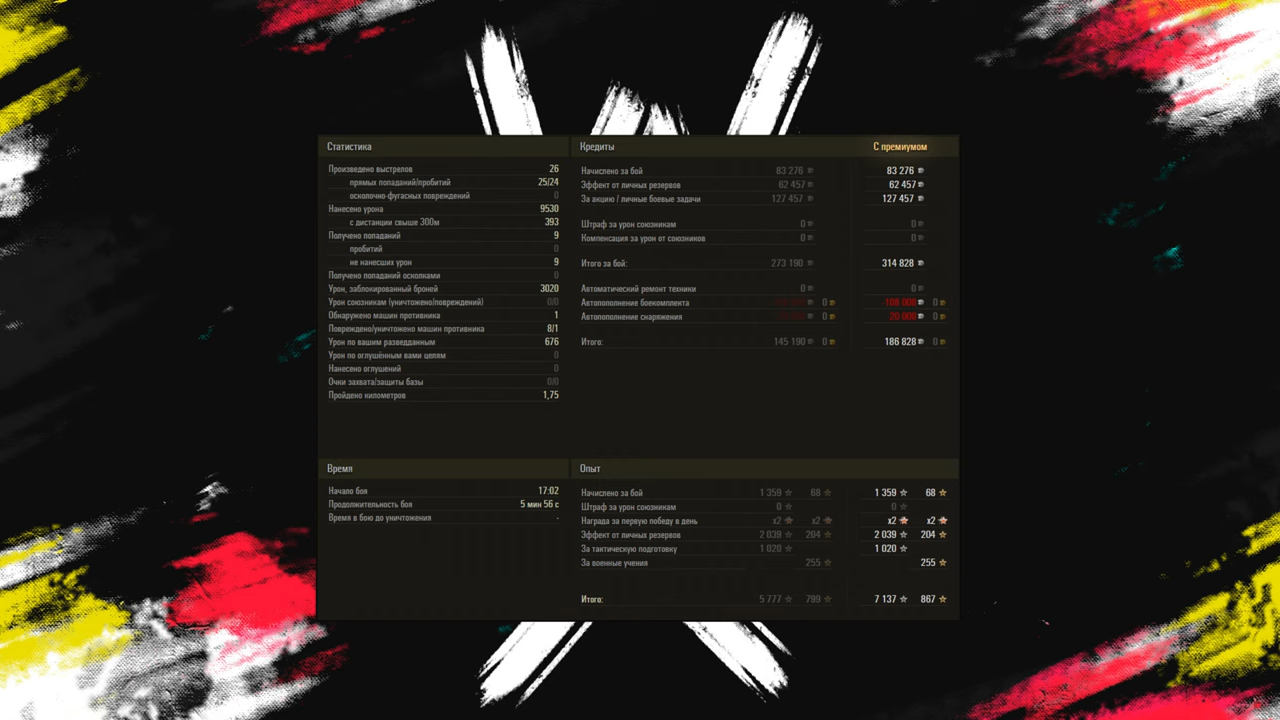 Статистика
Произведено выстрелов 26
прямых попаданий/пробитий 25/24
осколочно-фугасных повреждений 0
Нанесено урона 9530
с дистанции свыше 300м 393
Получено попаданий 9
пробитий 0
не нанесших урон 9
Получено попаданий осколками 0
Урон, заблокированный броней 3020
Урон союзникам (уничтожено/повреждений) 0/0
Обнаружено машин противника 1
Повреждено/уничтожено машин противника 8/1
Урон по вашим разведданным 676
Урон по оглушённым вами целям 0
Нанесено оглушений 0
Очки захвата/защиты базы 0/0
Пройдено километров 1,75
Кредиты С премиумом
Начислено за бой 83 276 83 276
Эффект от личных резервов 62 457 62 457
За акцию / личные боевые задачи 127 457 127 457
Штраф за урон союзникам 0 0
Компенсация за урон от союзников 0 0
Итого за бой: 273 190 314 828
Автоматический ремонт техники 0 0
Автопополнение боекомплекта 0 -108 000 0
Автопополнение снаряжения 0 20 000 0
Итого: 145 190 0 186 828 0
Время
Начало боя 17:02
Продолжительность боя 5 мин 56 с
Время в бою до уничтожения -
Опыт
Начислено за бой 1 359 68 1 359 68
Штраф за урон союзникам 0 0
Награда за первую победу в день x2 x2 x2 x2
Эффект от личных резервов 2 039 204 2 039 204
За тактическую подготовку 1 020 1 020
За военные учения 255 255
Итого: 5 777 799 7 137 867